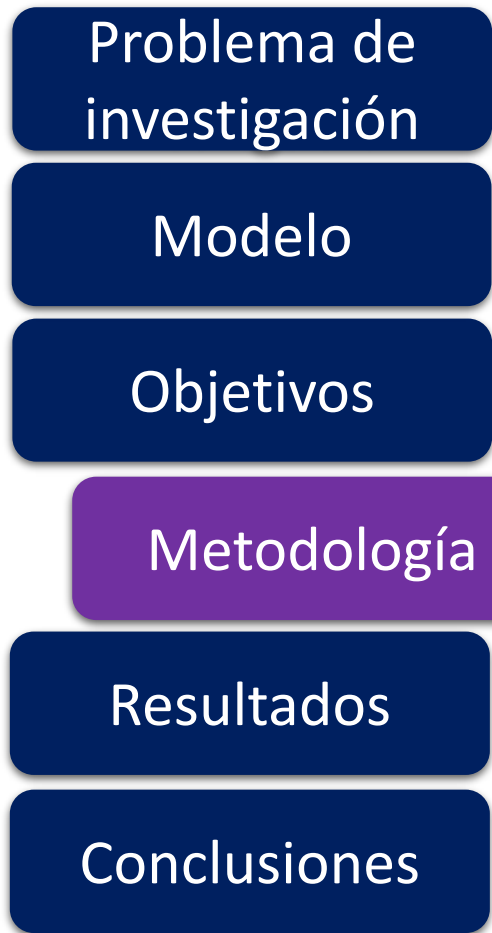 Problema de
investigación
Modelo
Objetivos
Metodología
Resultados
Conclusiones